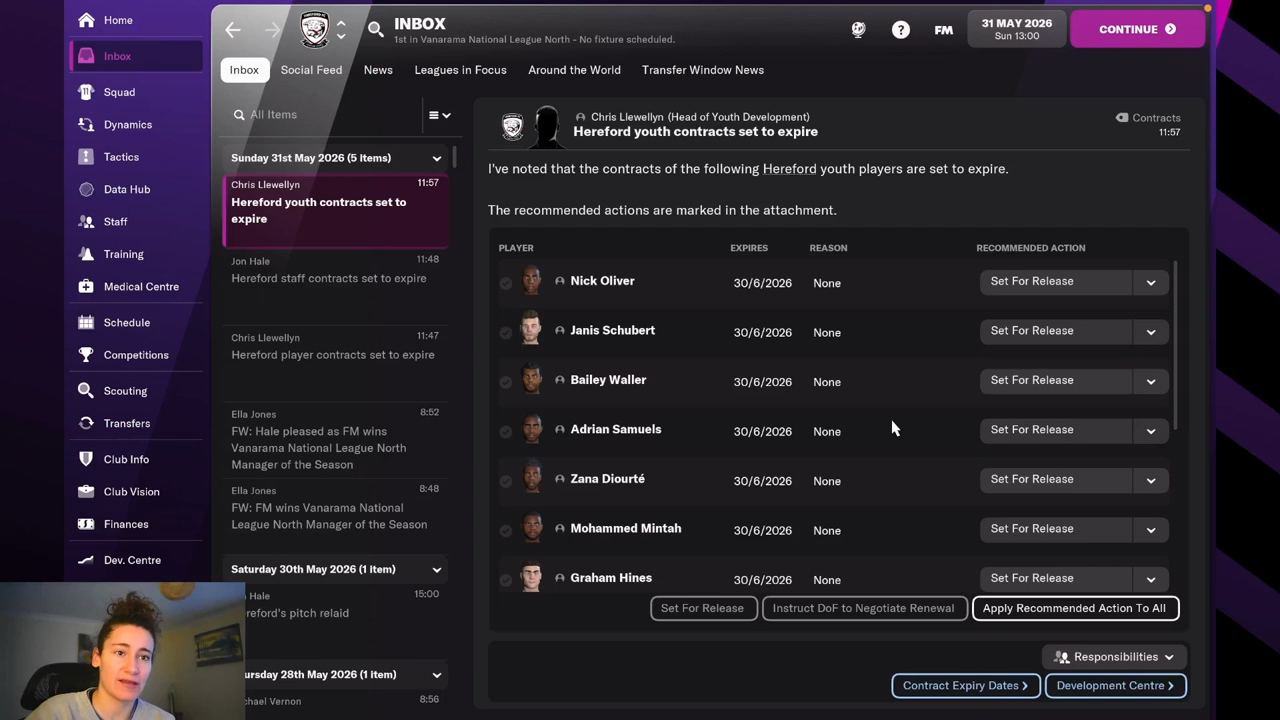 Home
Inbox
Squad
Dynamics
Tactics
Data Hub
Staff
Training
Medical Centre
Schedule
Competitions
Scouting
Transfers
Club Info
Club Vision
Finances
Dev. Centre
INBOX
1st in Vanarama National League North - No fixture scheduled.
?
FM
31 MAY 2026
Sun 13:00
CONTINUE
Inbox
Social Feed
News
Leagues in Focus
Around the World
Transfer Window News
All Items
Sunday 31st May 2026 (5 items)
Chris Llewellyn 11:57
Hereford youth contracts set to
expire
Jon Hale 11:48
Hereford staff contracts set to expire
Chris Llewellyn 11:47
Hereford player contracts set to expire
Ella Jones 8:52
FW: Hale pleased as FM wins
Vanarama National League North
Manager of the Season
Ella Jones 8:48
FW: FM wins Vanarama National
League North Manager of the Season
Saturday 30th May 2026 (1 item)
Hale 15:00
ereford's pitch relaid
ursday 28th May 2026 (1 item)
chael Vernon 8:56
Chris Llewellyn (Head of Youth Development)
Hereford youth contracts set to expire
Contracts
11:57
I've noted that the contracts of the following Hereford youth players are set to expire.
The recommended actions are marked in the attachment.
PLAYER EXPIRES REASON RECOMMENDED ACTION
Nick Oliver 30/6/2026 None Set For Release
Janis Schubert 30/6/2026 None Set For Release
Bailey Waller 30/6/2026 None Set For Release
Adrian Samuels 30/6/2026 None Set For Release
Zana Diourté 30/6/2026 None Set For Release
Mohammed Mintah 30/6/2026 None Set For Release
Graham Hines 30/6/2026 None Set For Release
Set For Release
Instruct DoF to Negotiate Renewal
Apply Recommended Action To All
Responsibilities
Contract Expiry Dates
Development Centre